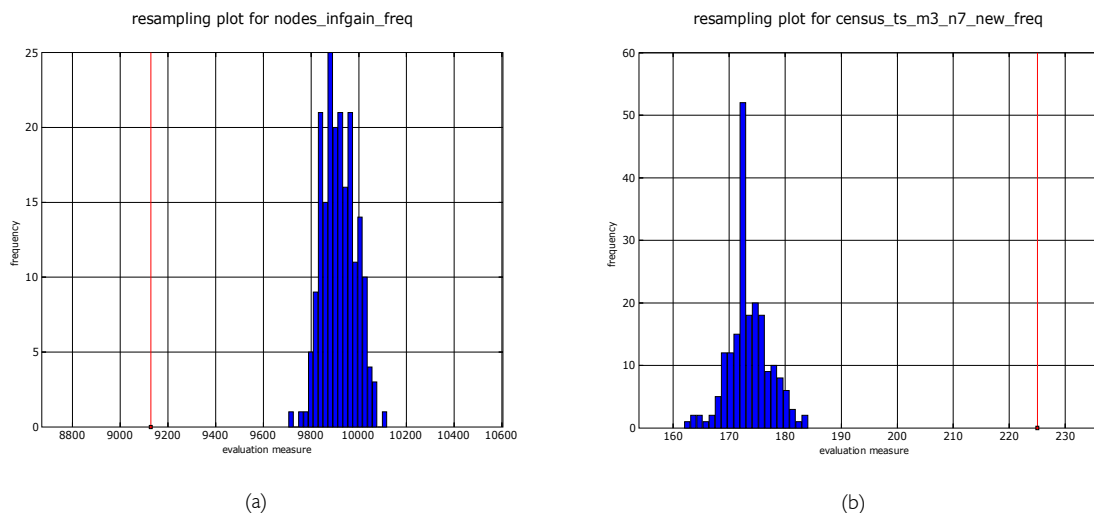 resampling plot for nodes_infgain_freq
25
20
15
10
5
0
frequency
8800 9000 9200 9400 9600 9800 10000 10200 10400 10600
evaluation measure
(a)
resampling plot for census_ts_m3_n7_new_freq
60
50
40
30
20
10
0
frequency
160 170 180 190 200 210 220 230
evaluation measure
(b)